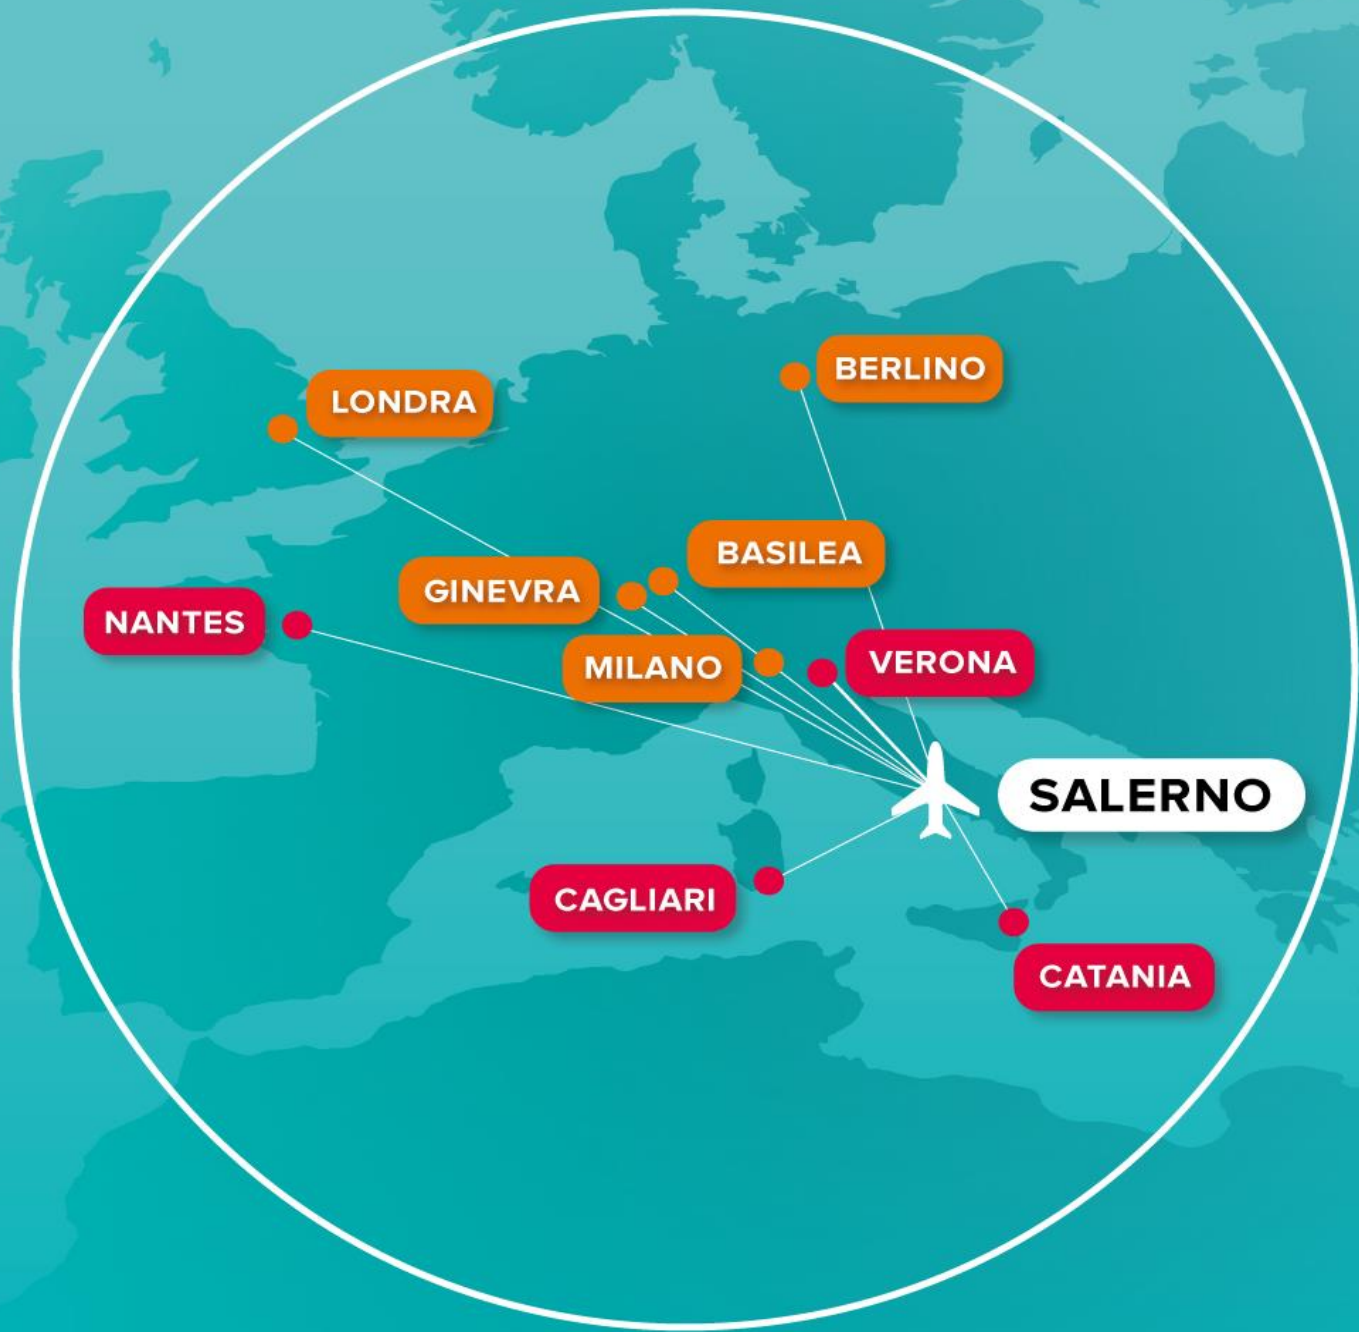 BERLINO
LONDRA
BASILEA
GINEVRA
NANTES
MILANO
VERONA
SALERNO
CAGLIARI
CATANIA